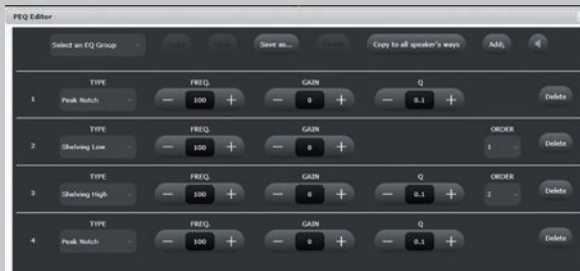 PEQ Editor
Select an EQ Group Load Save Save as... Delete Copy to all speaker's ways Add
TYPE FREQ. GAIN Q
1 Peak Notch − 100 + − 0 + − 0.1 + Delete
TYPE FREQ. GAIN ORDER
2 Shelving Low − 100 + − 0 + 1 Delete
TYPE FREQ. GAIN Q ORDER
3 Shelving High − 100 + − 0 + − 0.1 + 2 Delete
TYPE FREQ. GAIN Q
4 Peak Notch − 100 + − 0 + − 0.1 + Delete